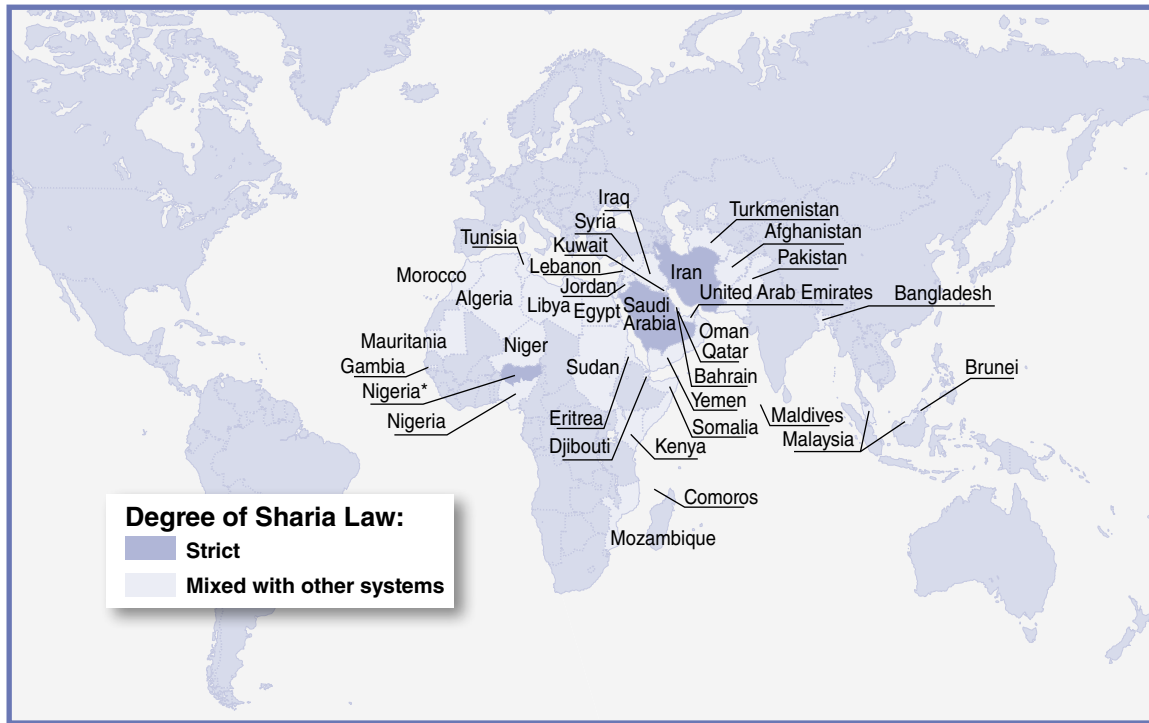 Iraq
Syria
Kuwait
Tunisia
Lebanon
Jordan
Morocco
Algeria
Libya
Egypt
Saudi
Arabia
Iran
Turkmenistan
Afghanistan
Pakistan
United Arab Emirates
Bangladesh
Oman
Qatar
Bahrain
Yemen
Somalia
Mauritania
Gambia
Nigeria*
Nigeria
Niger
Sudan
Eritrea
Djibouti
Kenya
Maldives
Malaysia
Brunei
Comoros
Mozambique
Degree of Sharia Law:
Strict
Mixed with other systems